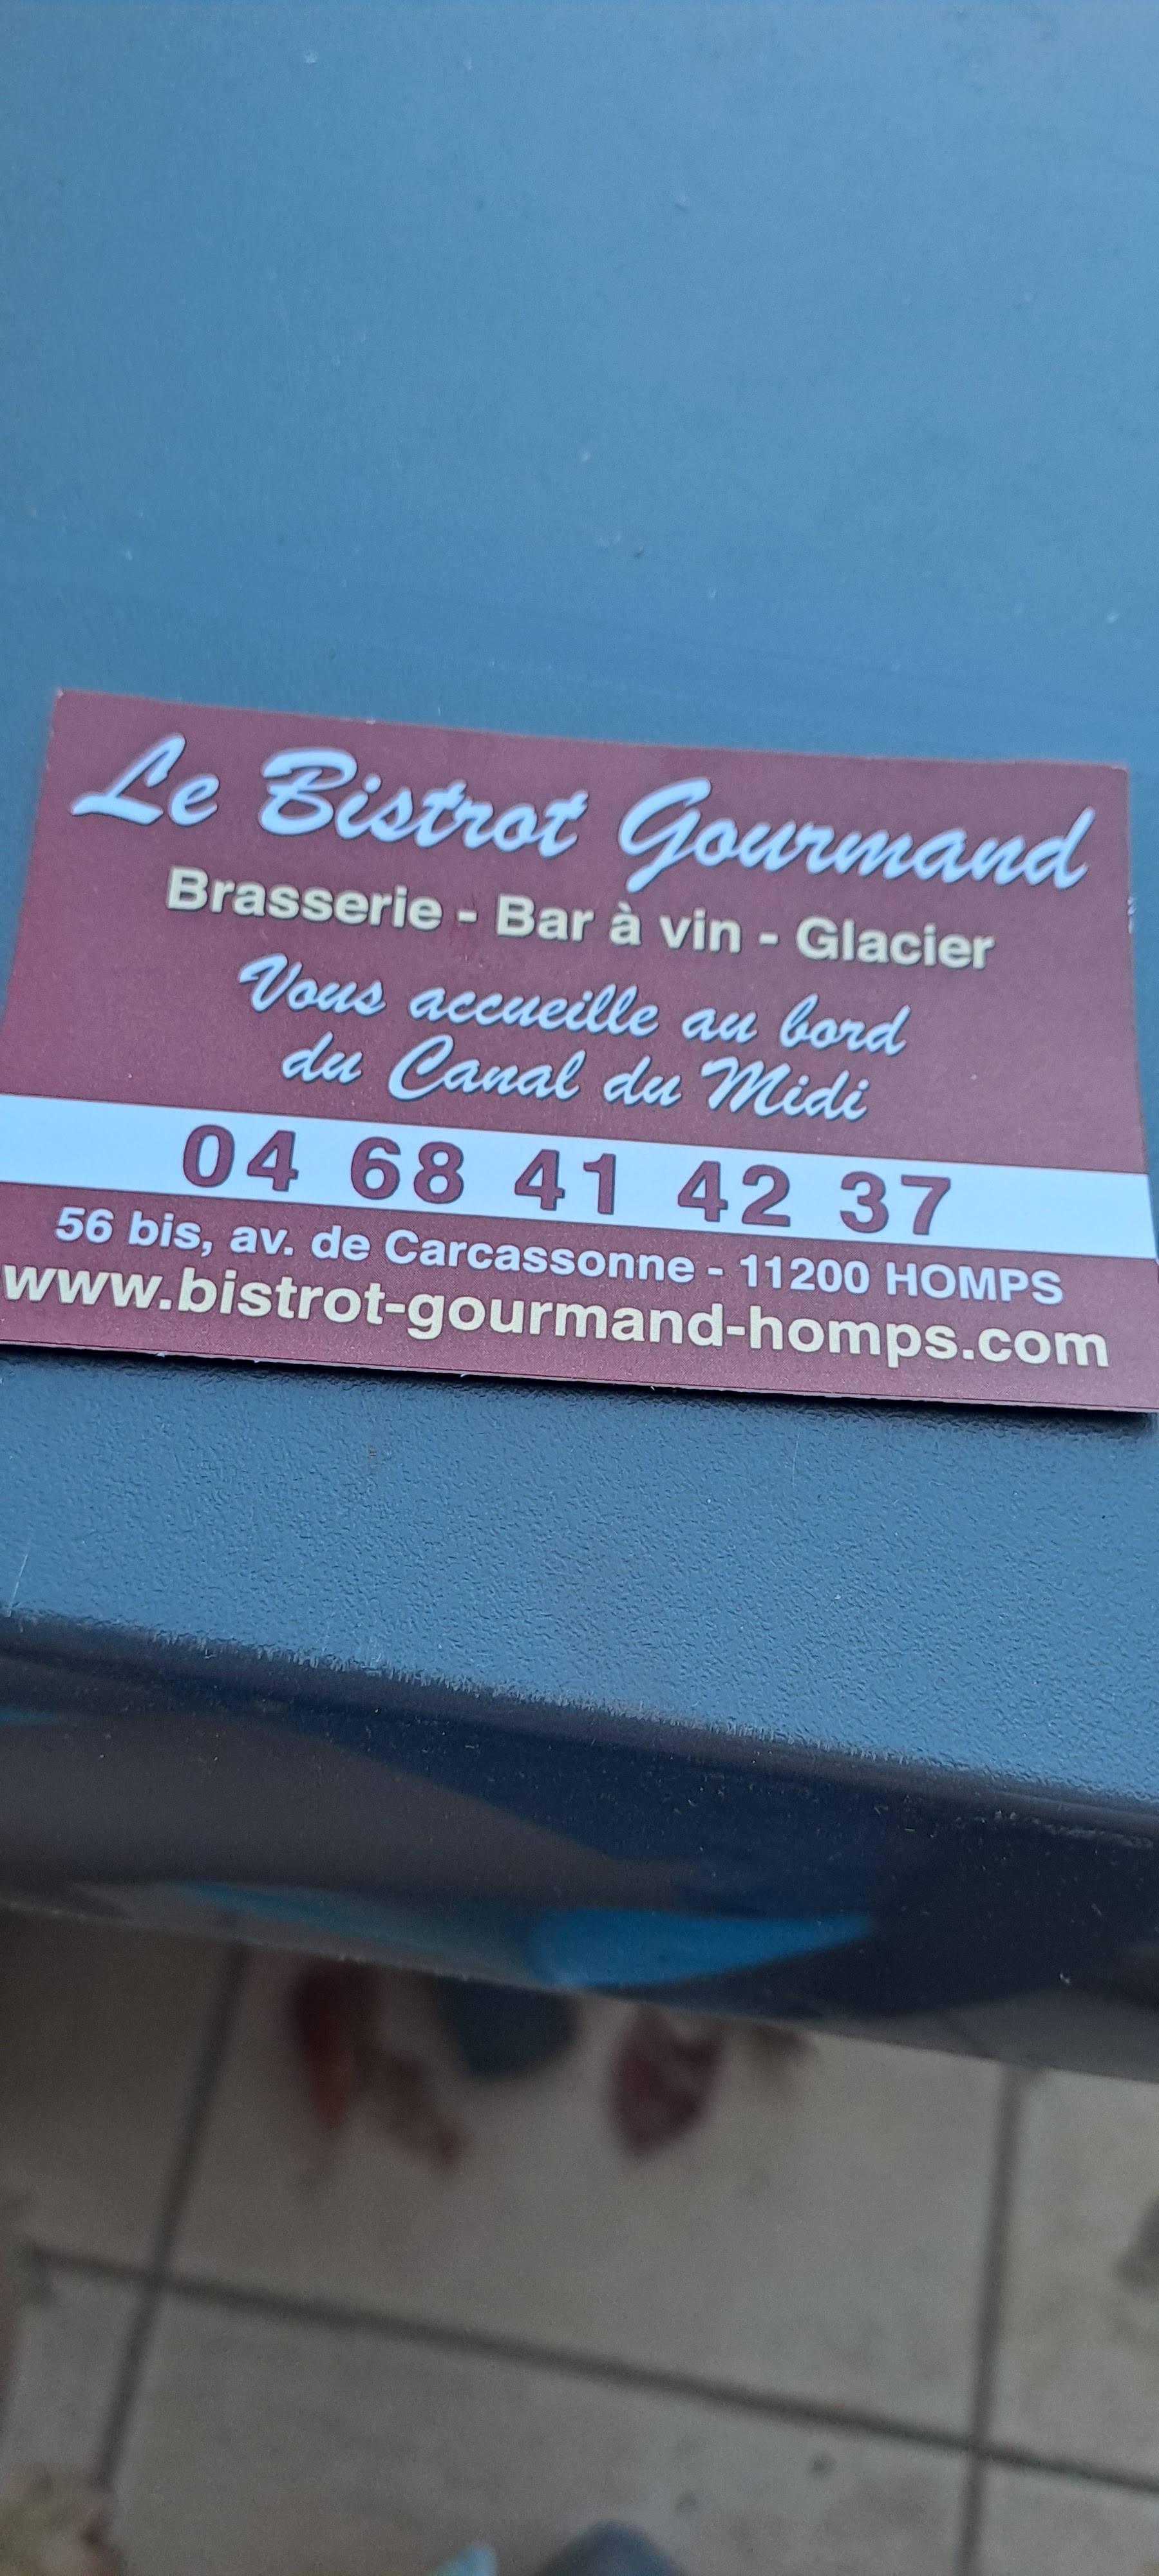 Le Bistrot Gourmand
Brasserie - Bar à vin - Glacier
Vous accueille au bord
du Canal du Midi
04 68 41 42 37
56 bis, av. de Carcassonne - 11200 HOMPS
www.bistrot-gourmand-homps.com